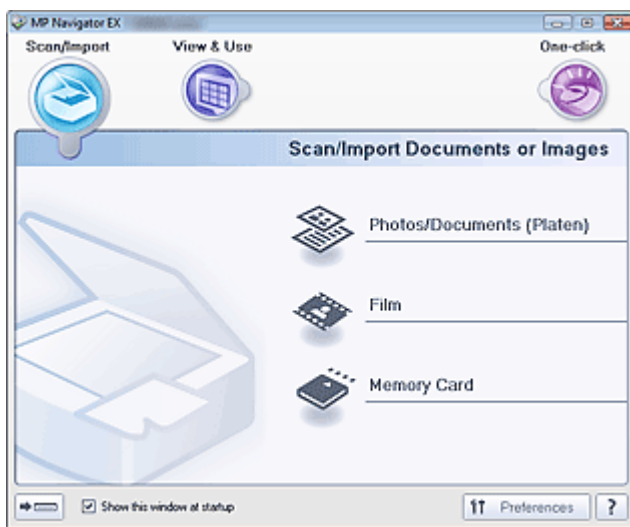 MP Navigator EX
Scan/Import
View & Use
One-click
Scan/Import Documents or Images
Photos/Documents (Platen)
Film
Memory Card
Show this window at startup
Preferences
?